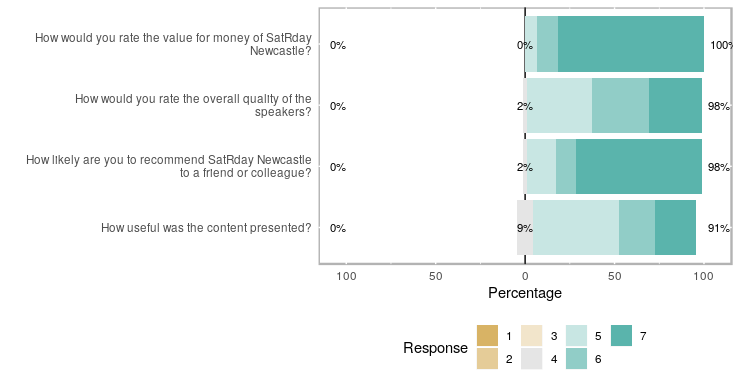 How would you rate the value for money of SatRday
Newcastle?
0%
0%
100%
How would you rate the overall quality of the
speakers?
0%
2%
98%
How likely are you to recommend SatRday Newcastle
to a friend or colleague?
0%
2%
98%
How useful was the content presented?
0%
9%
91%
100 50 0 50 100
Percentage
Response
1 3 5 7
2 4 6